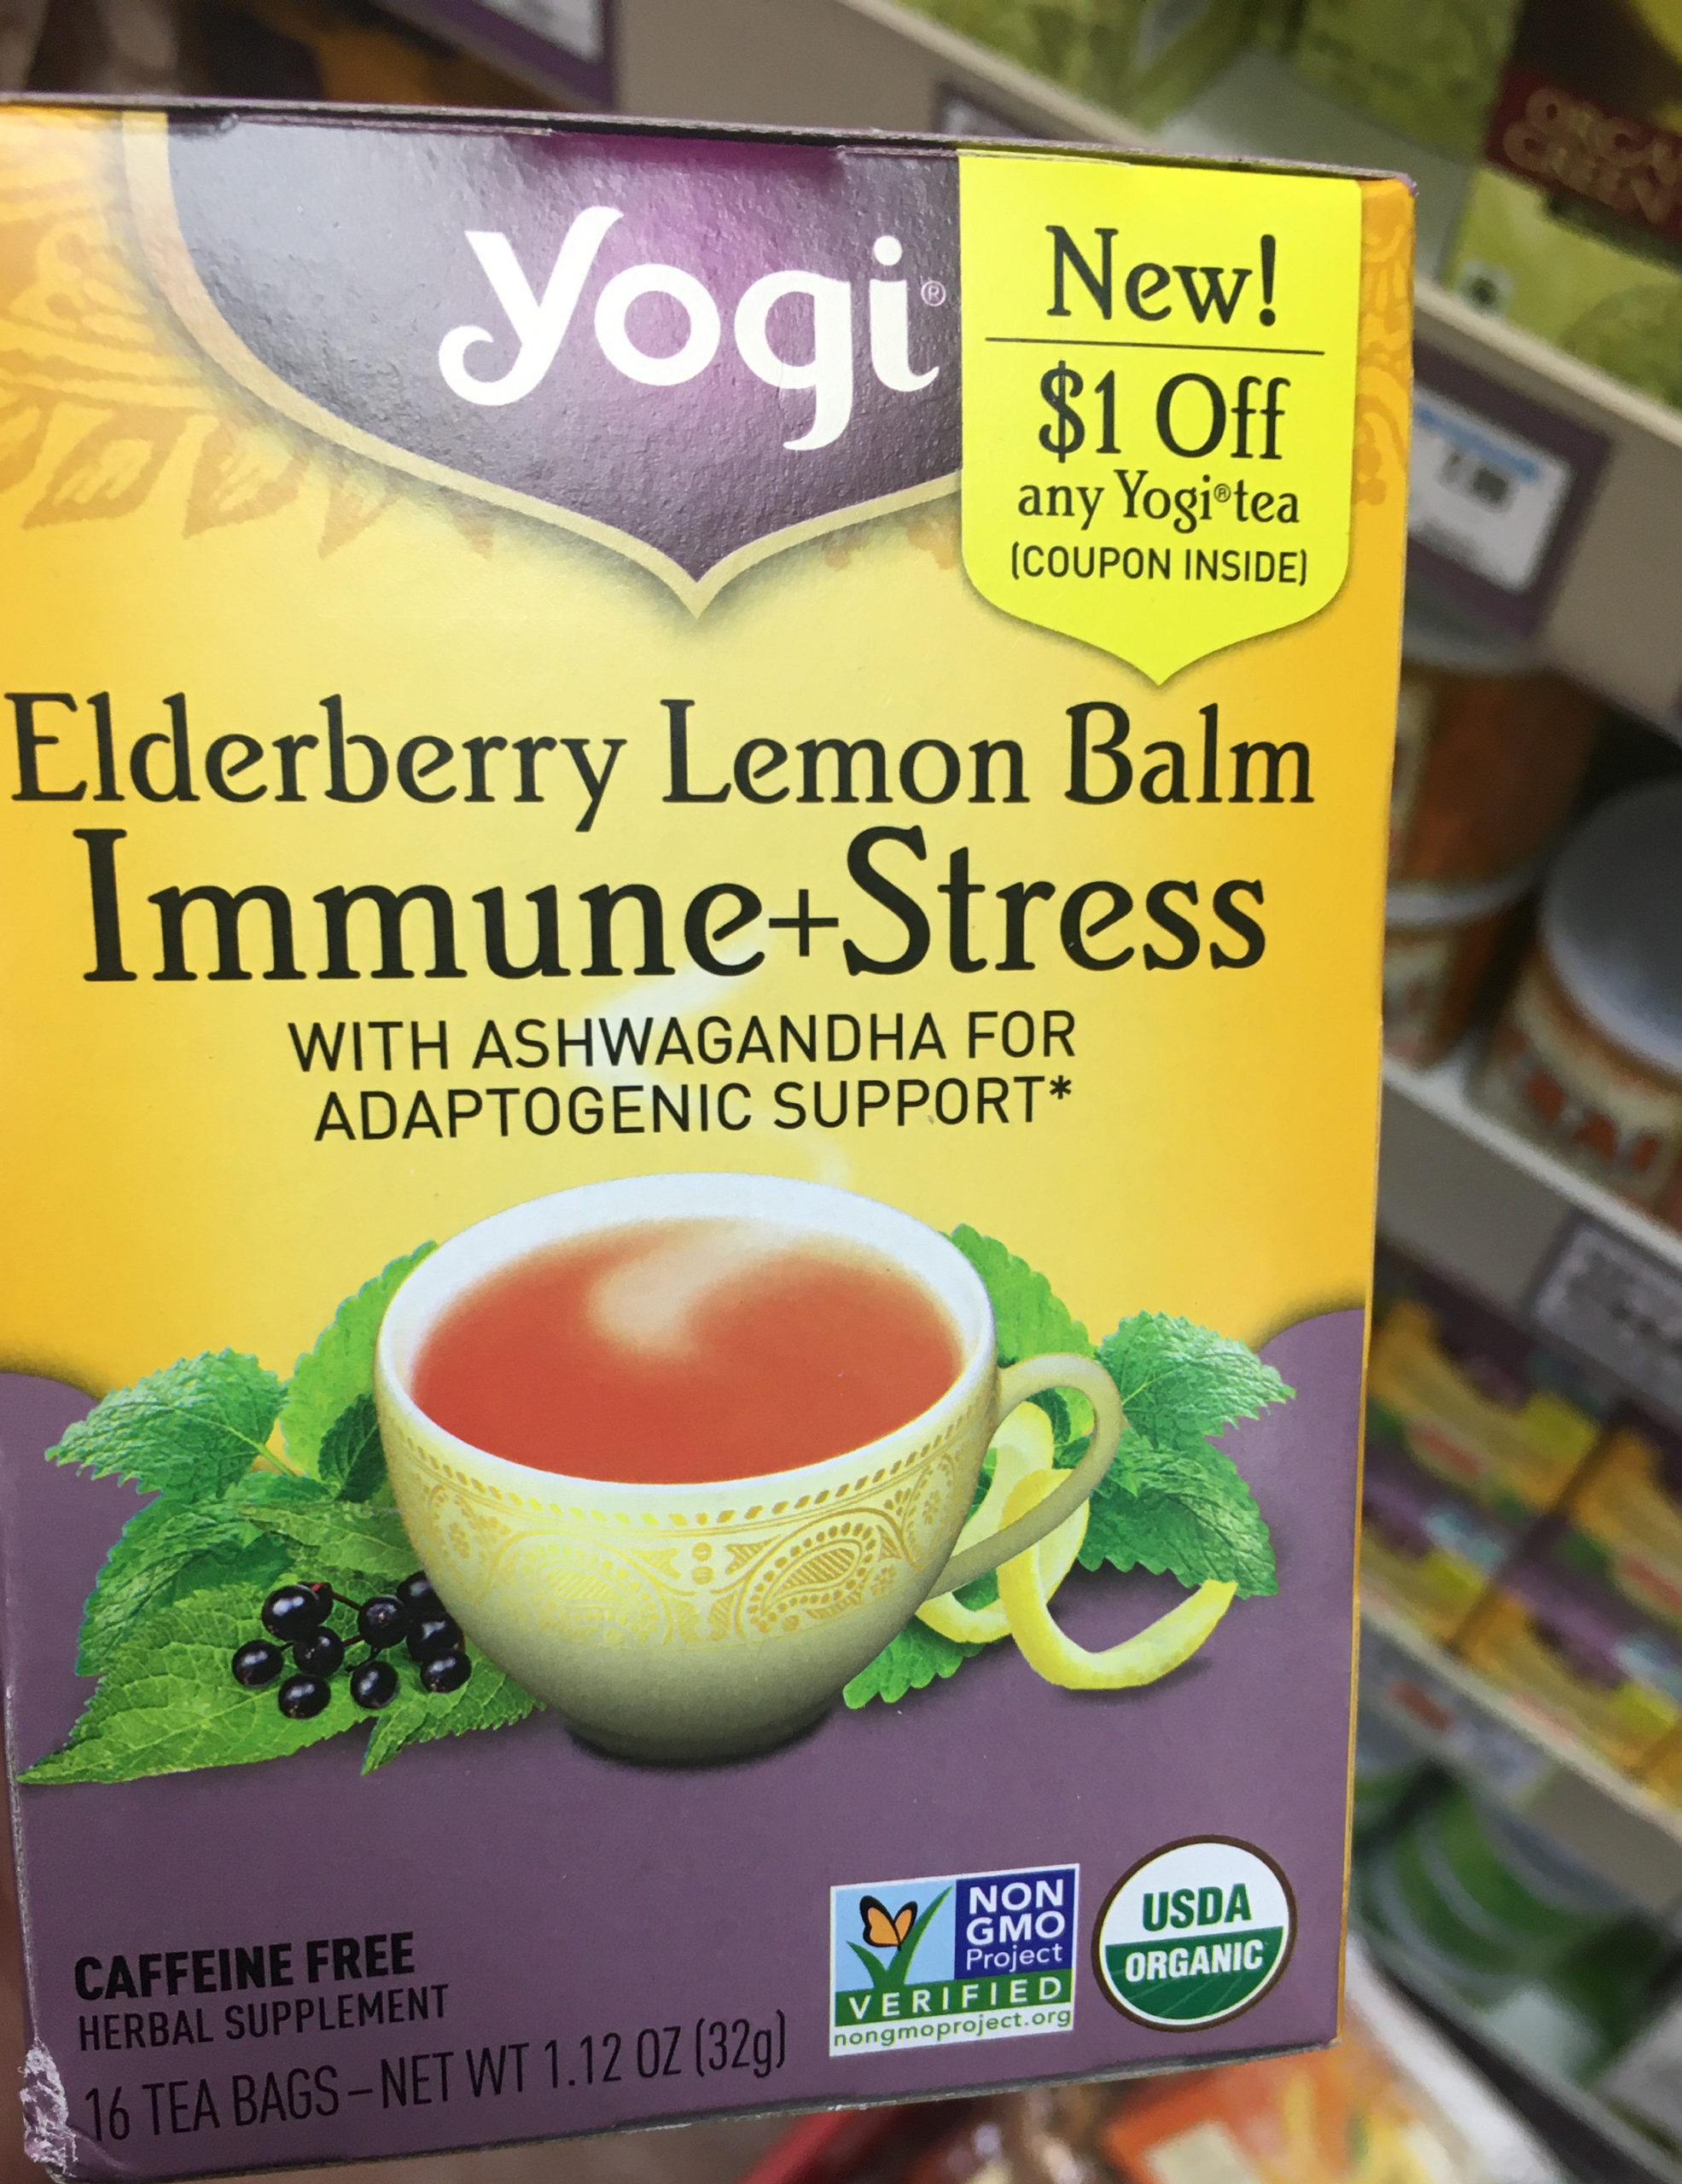 yogi®
New!
$1 Off
any Yogi® tea
(COUPON INSIDE)
Elderberry Lemon Balm
Immune+Stress
WITH ASHWAGANDHA FOR
ADAPTOGENIC SUPPORT*
CAFFEINE FREE
HERBAL SUPPLEMENT
16 TEA BAGS–NET WT 1.12 OZ (32g)
NON
GMO
Project
VERIFIED
nongmoproject.org
USDA
ORGANIC
GREEN